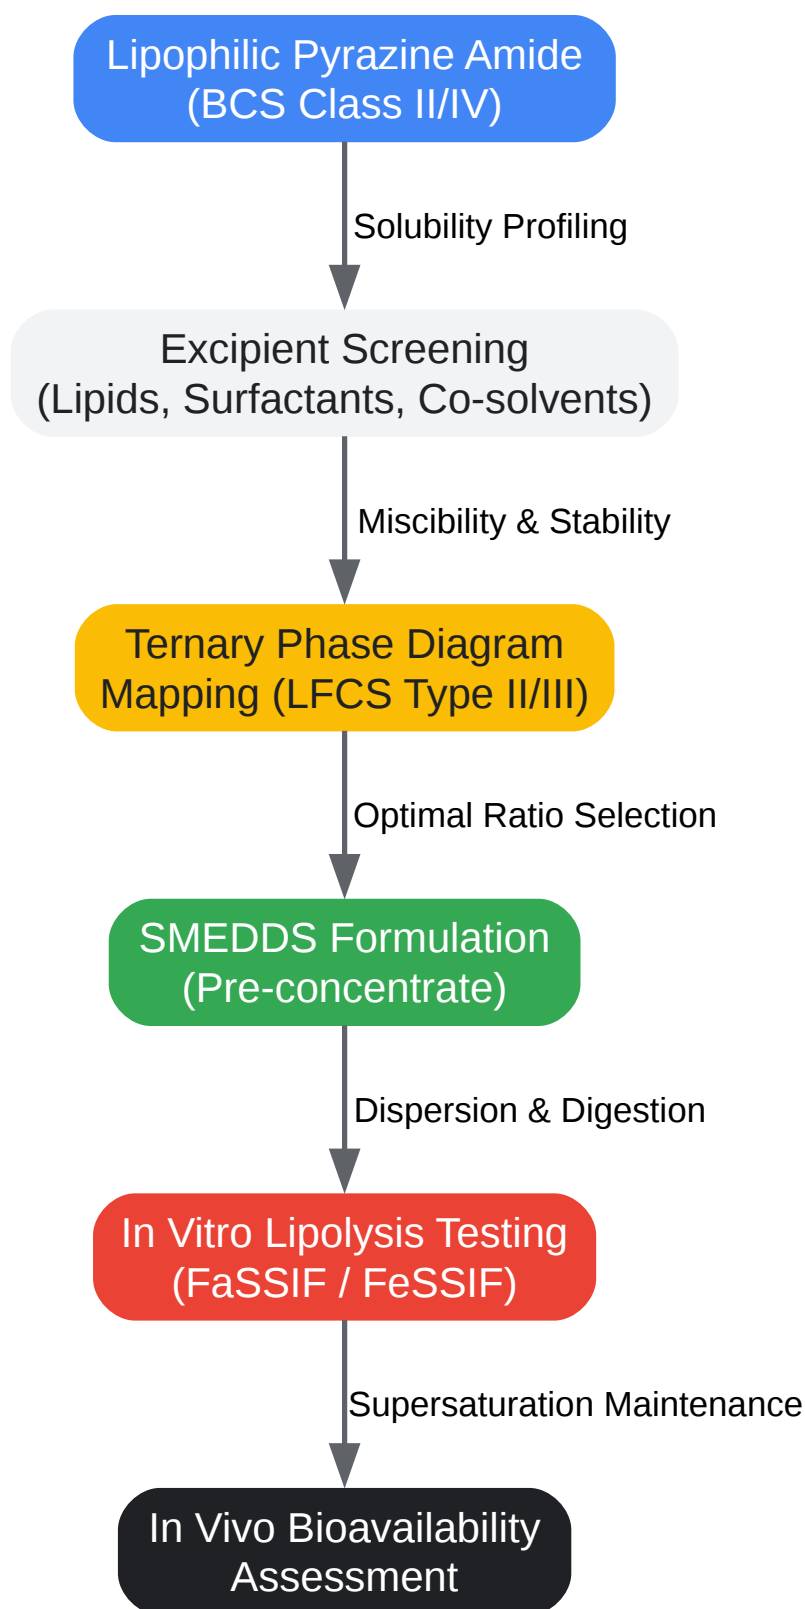 Lipophilic Pyrazine Amide
(BCS Class II/IV)
Solubility Profiling
Excipient Screening
(Lipids, Surfactants, Co-solvents)
Miscibility & Stability
Ternary Phase Diagram
Mapping (LFCS Type II/III)
Optimal Ratio Selection
SMEDDS Formulation
(Pre-concentrate)
Dispersion & Digestion
In Vitro Lipolysis Testing
(FaSSIF / FeSSIF)
Supersaturation Maintenance
In Vivo Bioavailability
Assessment